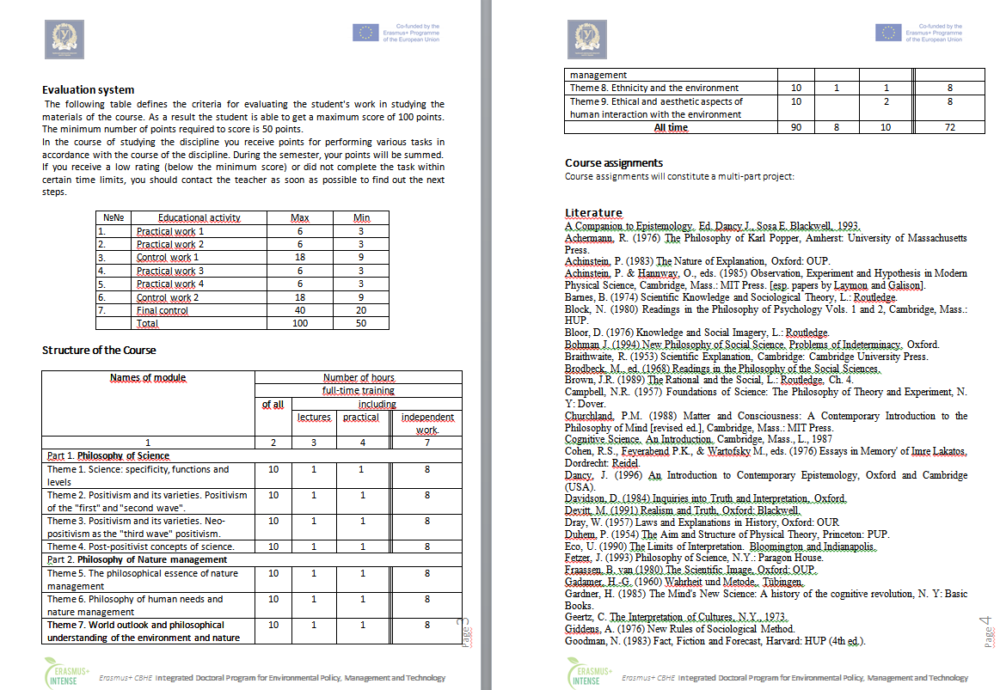 Co-funded by the
Erasmus+ Programme
of the European Union
Evaluation system
The following table defines the criteria for evaluating the student's work in studying the
materials of the course. As a result the student is able to get a maximum score of 100 points.
The minimum number of points required to score is 50 points.
In the course of studying the discipline you receive points for performing various tasks in
accordance with the course of the discipline. During the semester, your points will be summed.
If you receive a low rating (below the minimum score) or did not complete the task within
certain time limits, you should contact the teacher as soon as possible to find out the next
steps.
№№ Educational activity Max Min
1. Practical work 1 6 3
2. Practical work 2 6 3
3. Control work 1 18 9
4. Practical work 3 6 3
5. Practical work 4 6 3
6. Control work 2 18 9
7. Final control 40 20
Total 100 50
Structure of the Course
Names of module Number of hours
full-time training
of all including
lectures practical independent
work.
1 2 3 4 7
Part 1. Philosophy of Science
Theme 1. Science: specificity, functions and 10 1 1 8
levels
Theme 2. Positivism and its varieties. Positivism 10 1 1 8
of the "first" and "second wave".
Theme 3. Positivism and its varieties. Neo- 10 1 1 8
positivism as the "third wave" positivism.
Theme 4. Post-positivist concepts of science. 10 1 1 8
Part 2. Philosophy of Nature management
Theme 5. The philosophical essence of nature 10 1 1 8
management
Theme 6. Philosophy of human needs and 10 1 1 8
nature management
Theme 7. World outlook and philosophical 10 1 1 8
understanding of the environment and nature
Page 3
ERASMUS+
INTENSE
Erasmus+ CBHE Integrated Doctoral Program for Environmental Policy, Management and Technology
Co-funded by the
Erasmus+ Programme
of the European Union
management
Theme 8. Ethnicity and the environment 10 1 1 8
Theme 9. Ethical and aesthetic aspects of 10 2 8
human interaction with the environment
All time 90 8 10 72
Course assignments
Course assignments will constitute a multi-part project:
Literature
A Companion to Epistemology. Ed. Dancy J., Sosa E. Blackwell, 1993.
Achermann, R. (1976) The Philosophy of Karl Popper, Amherst: University of Massachusetts
Press.
Achinstein, P. (1983) The Nature of Explanation, Oxford: OUP.
Achinstein, P. & Hannway, O., eds. (1985) Observation, Experiment and Hypothesis in Modern
Physical Science, Cambridge, Mass.: MIT Press. [esp. papers by Laymon and Galison].
Barnes, B. (1974) Scientific Knowledge and Sociological Theory, L.: Routledge.
Block, N. (1980) Readings in the Philosophy of Psychology Vols. 1 and 2, Cambridge, Mass.:
HUP.
Bloor, D. (1976) Knowledge and Social Imagery, L.: Routledge.
Bohman J. (1994) New Philosophy of Social Science. Problems of Indeterminacy. Oxford.
Braithwaite, R. (1953) Scientific Explanation, Cambridge: Cambridge University Press.
Brodbeck, M., ed. (1968) Readings in the Philosophy of the Social Sciences.
Brown, J.R. (1989) The Rational and the Social, L.: Routledge, Ch. 4.
Campbell, N.R. (1957) Foundations of Science: The Philosophy of Theory and Experiment, N.
Y: Dover.
Churchland, P.M. (1988) Matter and Consciousness: A Contemporary Introduction to the
Philosophy of Mind [revised ed.], Cambridge, Mass.: MIT Press.
Cognitive Science. An Introduction. Cambridge, Mass., L., 1987
Cohen, R.S., Feyerabend P.K., & Wartofsky M., eds. (1976) Essays in Memory' of Imre Lakatos,
Dordrecht: Reidel.
Dancy, J. (1996) An Introduction to Contemporary Epistemology, Oxford and Cambridge
(USA).
Davidson, D. (1984) Inquiries into Truth and Interpretation, Oxford.
Devitt, M. (1991) Realism and Truth, Oxford: Blackwell.
Dray, W. (1957) Laws and Explanations in History, Oxford: OUR
Duhem, P. (1954) The Aim and Structure of Physical Theory, Princeton: PUP.
Eco, U. (1990) The Limits of Interpretation. Bloomington and Indianapolis.
Fetzer, J. (1993) Philosophy of Science, N.Y.: Paragon House.
Fraassen, B. van (1980) The Scientific Image, Oxford: OUP.
Gadamer, H.-G. (1960) Wahrheit und Metode. Tübingen.
Gardner, H. (1985) The Mind's New Science: A history of the cognitive revolution, N. Y: Basic
Books.
Geertz, C. The Interpretation of Cultures, N.Y., 1973.
Giddens, A. (1976) New Rules of Sociological Method.
Goodman, N. (1983) Fact, Fiction and Forecast, Harvard: HUP (4th ed.).
Page 4
ERASMUS+
INTENSE
Erasmus+ CBHE Integrated Doctoral Program for Environmental Policy, Management and Technology